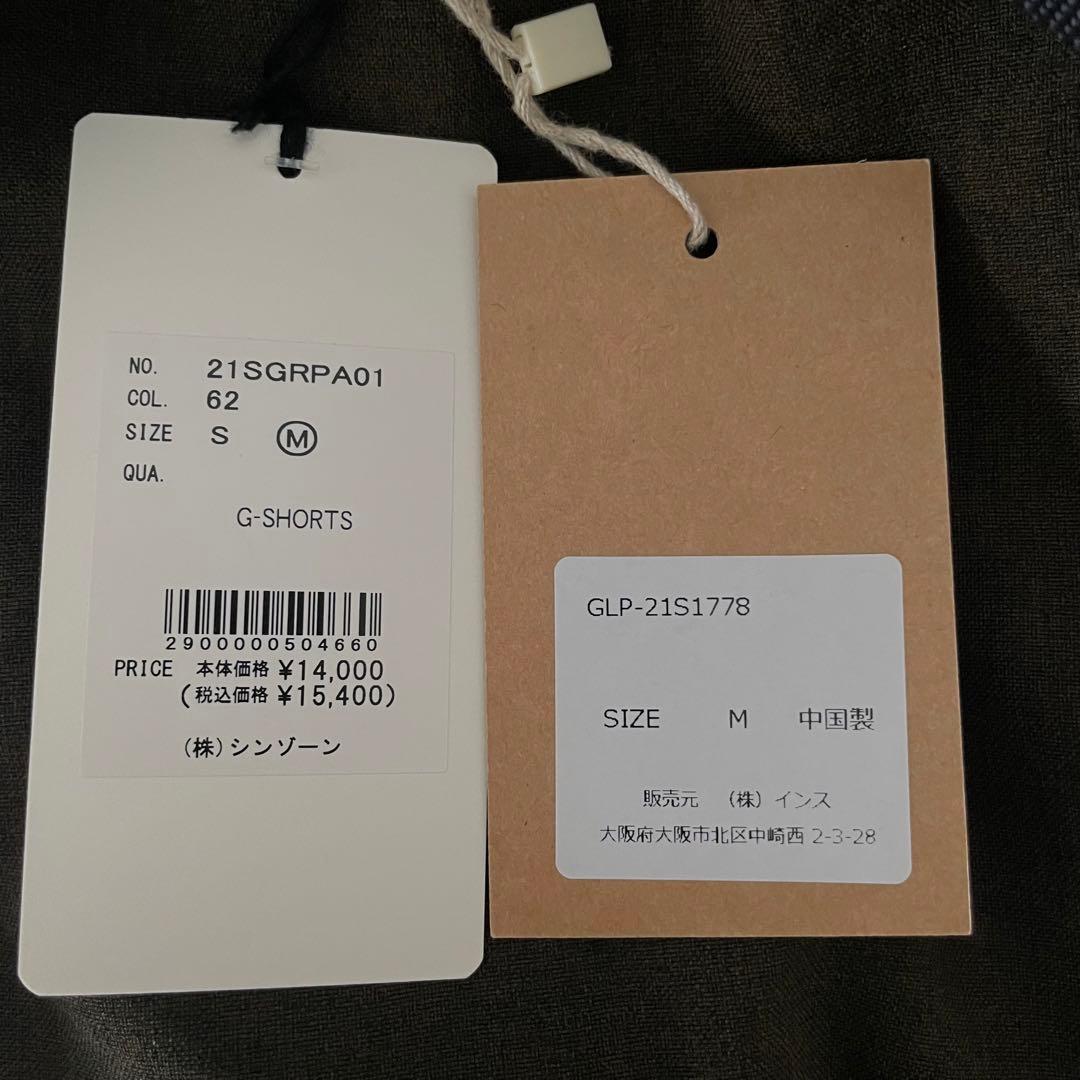 NO. 21SGRPA01
COL. 62
SIZE S M
QUA.
G-SHORTS
2900000504660
PRICE 本体価格 ¥14,000
(税込価格 ¥15,400)
(株)シンゾーン
GLP-21S1778
SIZE M 中国製
販売元 (株)インス
大阪府大阪市北区中崎西 2-3-28